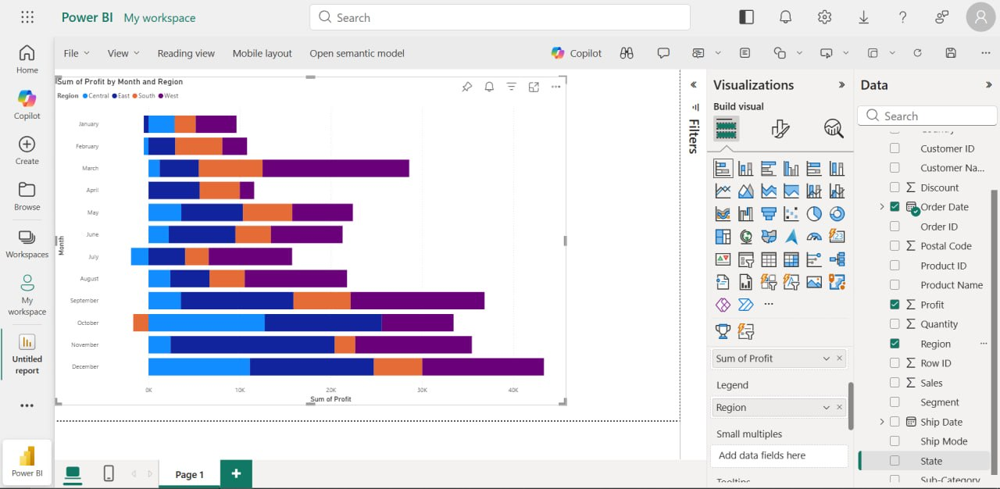 Power BI My workspace
Search
File
View
Reading view
Mobile layout
Open semantic model
Copilot
Home
Copilot
Create
Browse
Workspaces
My
workspace
Untitled
report
Power BI
Sum of Profit by Month and Region
Region Central East South West
Month
January
February
March
April
May
June
July
August
September
October
November
December
0K 10K 20K 30K 40K
Sum of Profit
Page 1
Filters
Visualizations
Build visual
123
Sum of Profit
Legend
Region
Small multiples
Add data fields here
Tooltips
Data
Search
Country
Customer ID
Customer Na...
Discount
Order Date
Order ID
Postal Code
Product ID
Product Name
Profit
Quantity
Region
Row ID
Sales
Segment
Ship Date
Ship Mode
State
Sub-Category